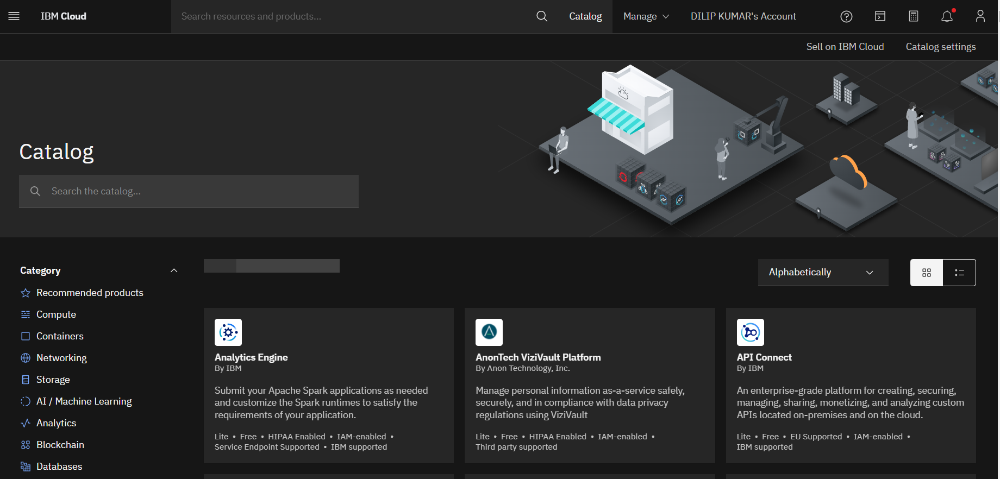 IBM Cloud
Search resources and products...
Catalog
Manage
DILIP KUMAR's Account
Sell on IBM Cloud
Catalog settings
Catalog
Search the catalog...
Category
Recommended products
Compute
Containers
Networking
Storage
AI / Machine Learning
Analytics
Blockchain
Databases
Alphabetically
Analytics Engine
By IBM
Submit your Apache Spark applications as needed
and customize the Spark runtimes to satisfy the
requirements of your application.
Lite • Free • HIPAA Enabled • IAM-enabled •
Service Endpoint Supported • IBM supported
AnonTech ViziVault Platform
By Anon Technology, Inc.
Manage personal information as-a-service safely,
securely, and in compliance with data privacy
regulations using ViziVault
Lite • Free • HIPAA Enabled • IAM-enabled •
Third party supported
API Connect
By IBM
An enterprise-grade platform for creating, securing,
managing, sharing, monetizing, and analyzing custom
APIs located on-premises and on the cloud.
Lite • Free • EU Supported • IAM-enabled •
IBM supported